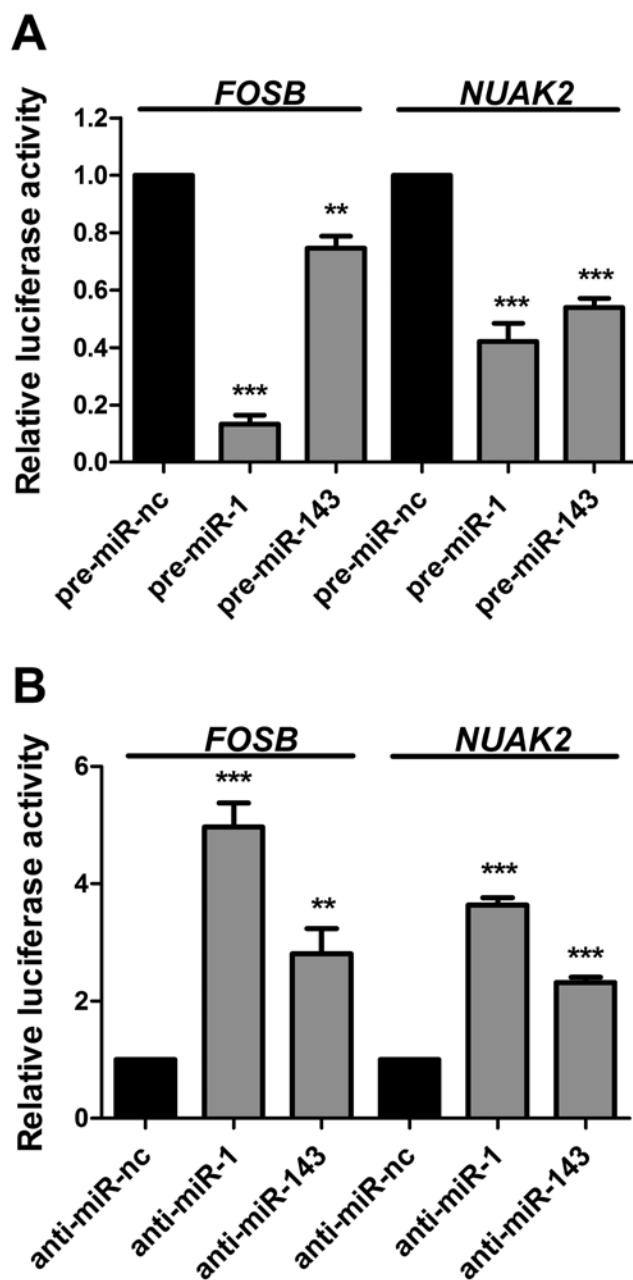 A
FOSB NUAK2
Relative luciferase activity
1.2
1.0
0.8
0.6
0.4
0.2
0.0
*** ** *** ***
pre-miR-nc pre-miR-1 pre-miR-143 pre-miR-nc pre-miR-1 pre-miR-143
B
FOSB NUAK2
Relative luciferase activity
6
4
2
0
*** ** *** ***
anti-miR-nc anti-miR-1 anti-miR-143 anti-miR-nc anti-miR-1 anti-miR-143